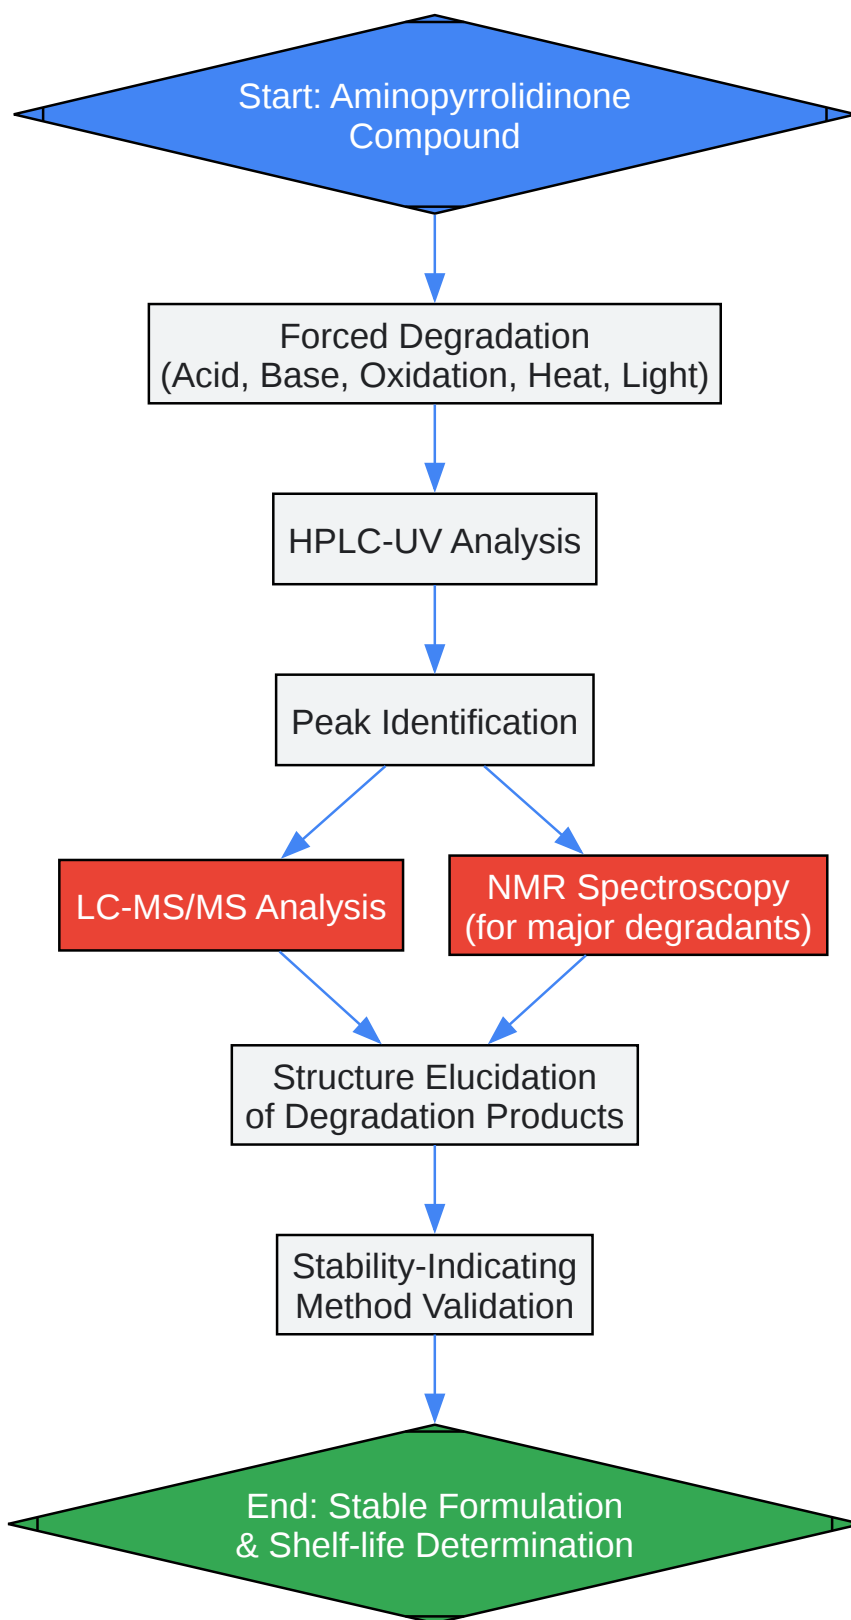 Start: Aminopyrrolidinone
Compound
Forced Degradation
(Acid, Base, Oxidation, Heat, Light)
HPLC-UV Analysis
Peak Identification
LC-MS/MS Analysis
NMR Spectroscopy
(for major degradants)
Structure Elucidation
of Degradation Products
Stability-Indicating
Method Validation
End: Stable Formulation
& Shelf-life Determination